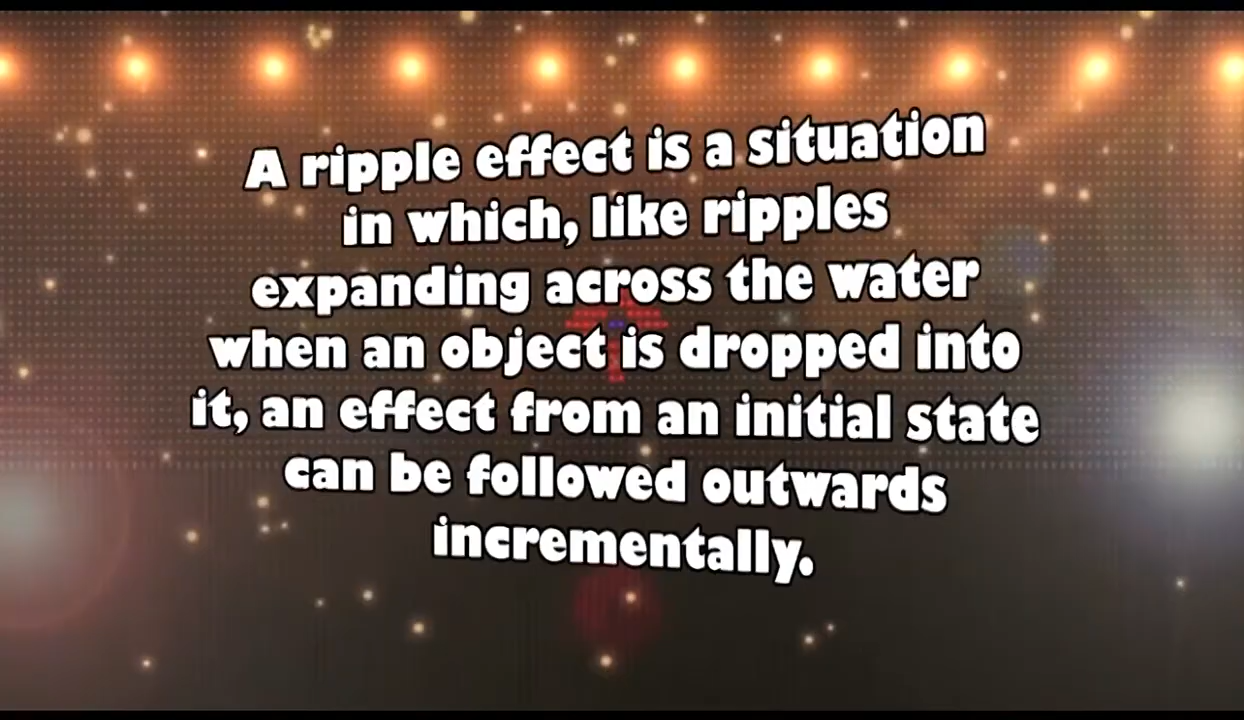 A ripple effect is a situation
in which, like ripples
expanding across the water
when an object is dropped into
it, an effect from an initial state
can be followed outwards
incrementally.